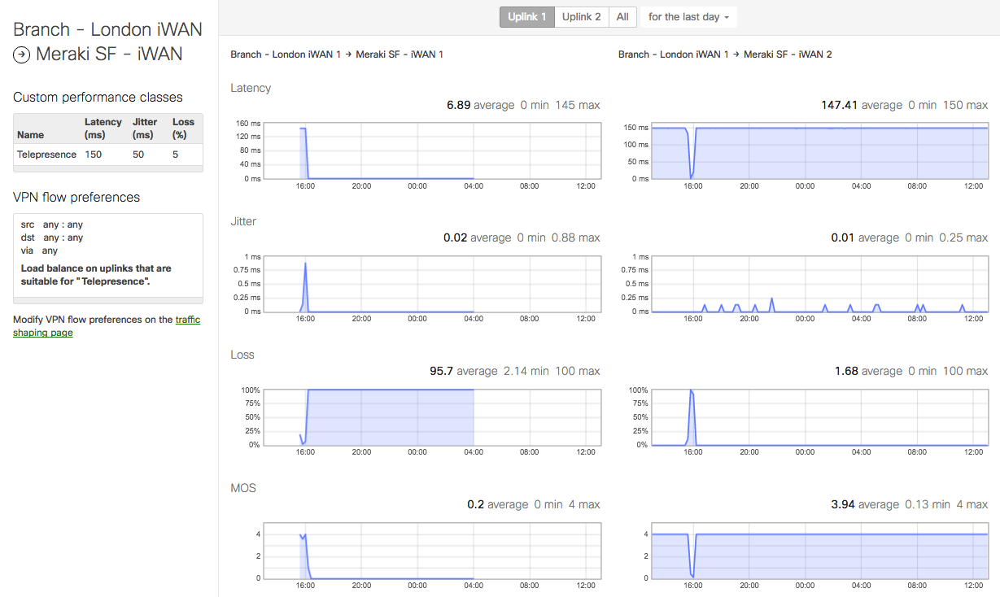 Branch - London iWAN
Meraki SF - iWAN
Custom performance classes
Name Latency (ms) Jitter (ms) Loss (%)
Telepresence 150 50 5
VPN flow preferences
src any : any
dst any : any
via any
Load balance on uplinks that are
suitable for "Telepresence".
Modify VPN flow preferences on the traffic
shaping page
Uplink 1 Uplink 2 All for the last day
Branch - London iWAN 1 → Meraki SF - iWAN 1
Branch - London iWAN 1 → Meraki SF - iWAN 2
Latency
6.89 average 0 min 145 max
160 ms
120 ms
80 ms
40 ms
0 ms
16:00 20:00 00:00 04:00 08:00 12:00
147.41 average 0 min 150 max
150 ms
100 ms
50 ms
0 ms
16:00 20:00 00:00 04:00 08:00 12:00
Jitter
0.02 average 0 min 0.88 max
1 ms
0.75 ms
0.5 ms
0.25 ms
0 ms
16:00 20:00 00:00 04:00 08:00 12:00
0.01 average 0 min 0.25 max
1 ms
0.75 ms
0.5 ms
0.25 ms
0 ms
16:00 20:00 00:00 04:00 08:00 12:00
Loss
95.7 average 2.14 min 100 max
100%
75%
50%
25%
0%
16:00 20:00 00:00 04:00 08:00 12:00
1.68 average 0 min 100 max
100%
75%
50%
25%
0%
16:00 20:00 00:00 04:00 08:00 12:00
MOS
0.2 average 0 min 4 max
4
2
0
16:00 20:00 00:00 04:00 08:00 12:00
3.94 average 0.13 min 4 max
4
2
0
16:00 20:00 00:00 04:00 08:00 12:00